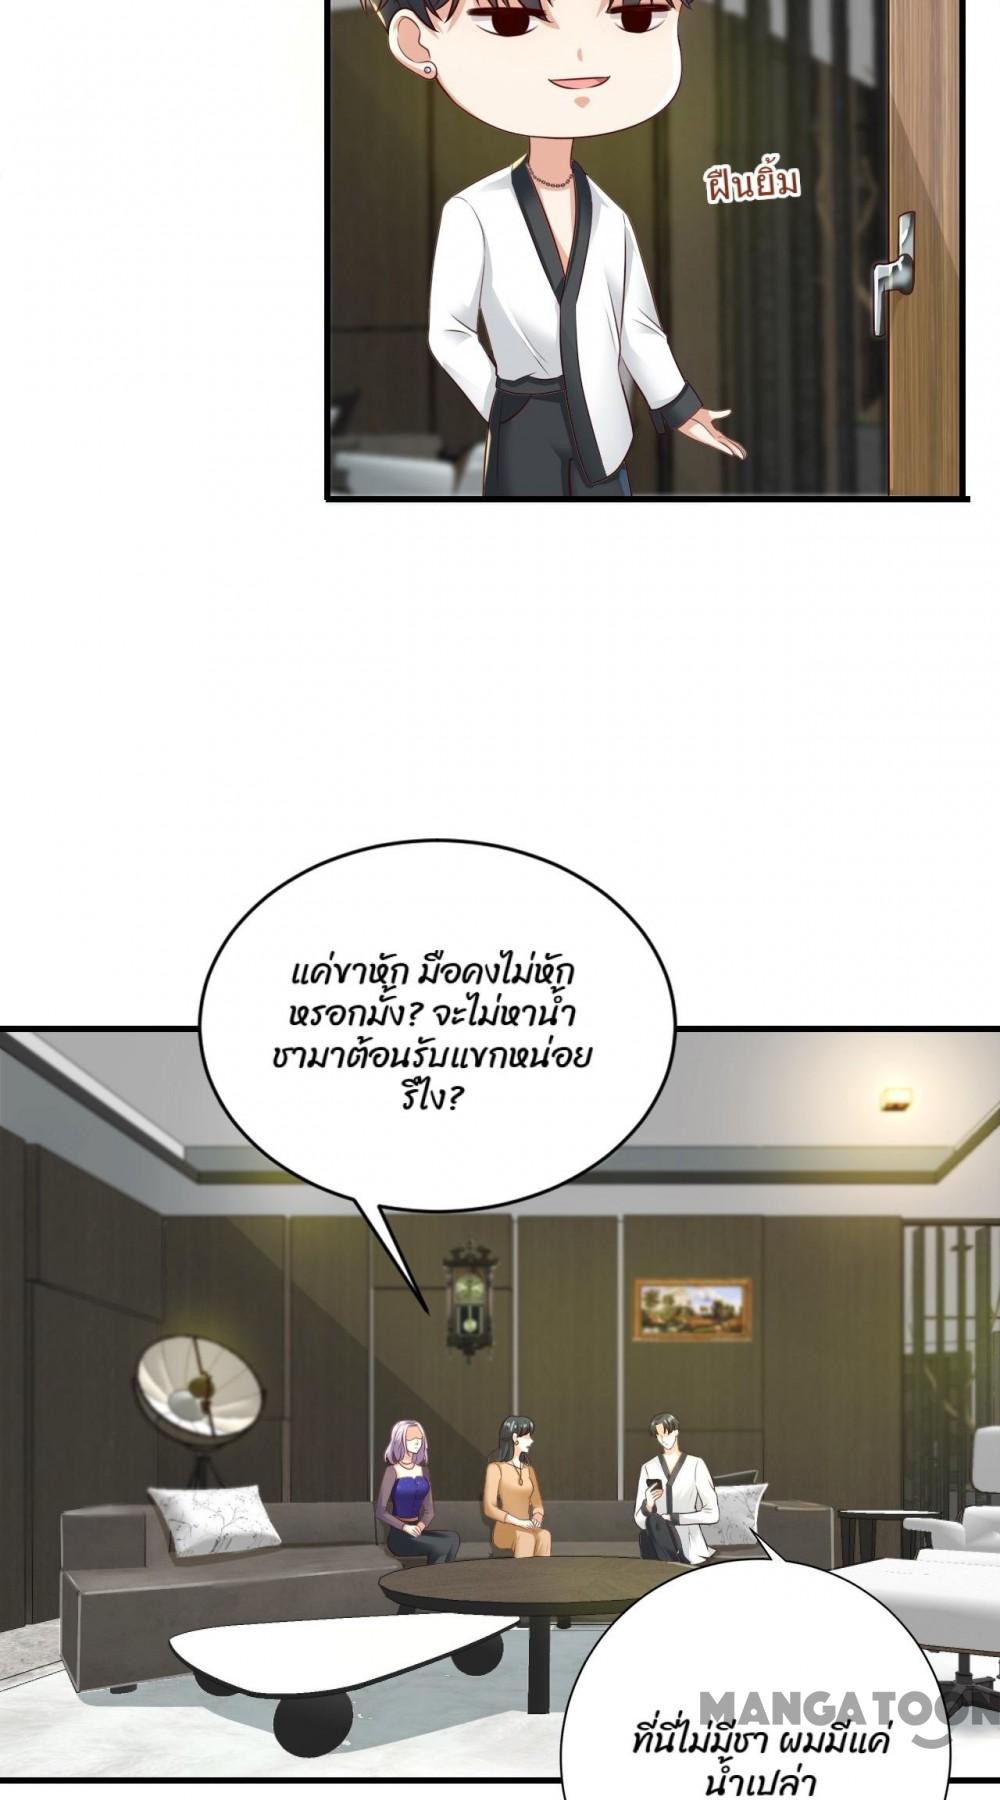 ฝืนยิ้ม
แค่ขาหัก มือคงไม่หัก
หรอกมั้ง? จะไม่หาน้ำ
ชามาต้อนรับแขกหน่อย
รึไง?
MANGATOON
ที่นี่ไม่มีชา ผมมีแค่
น้ำเปล่า